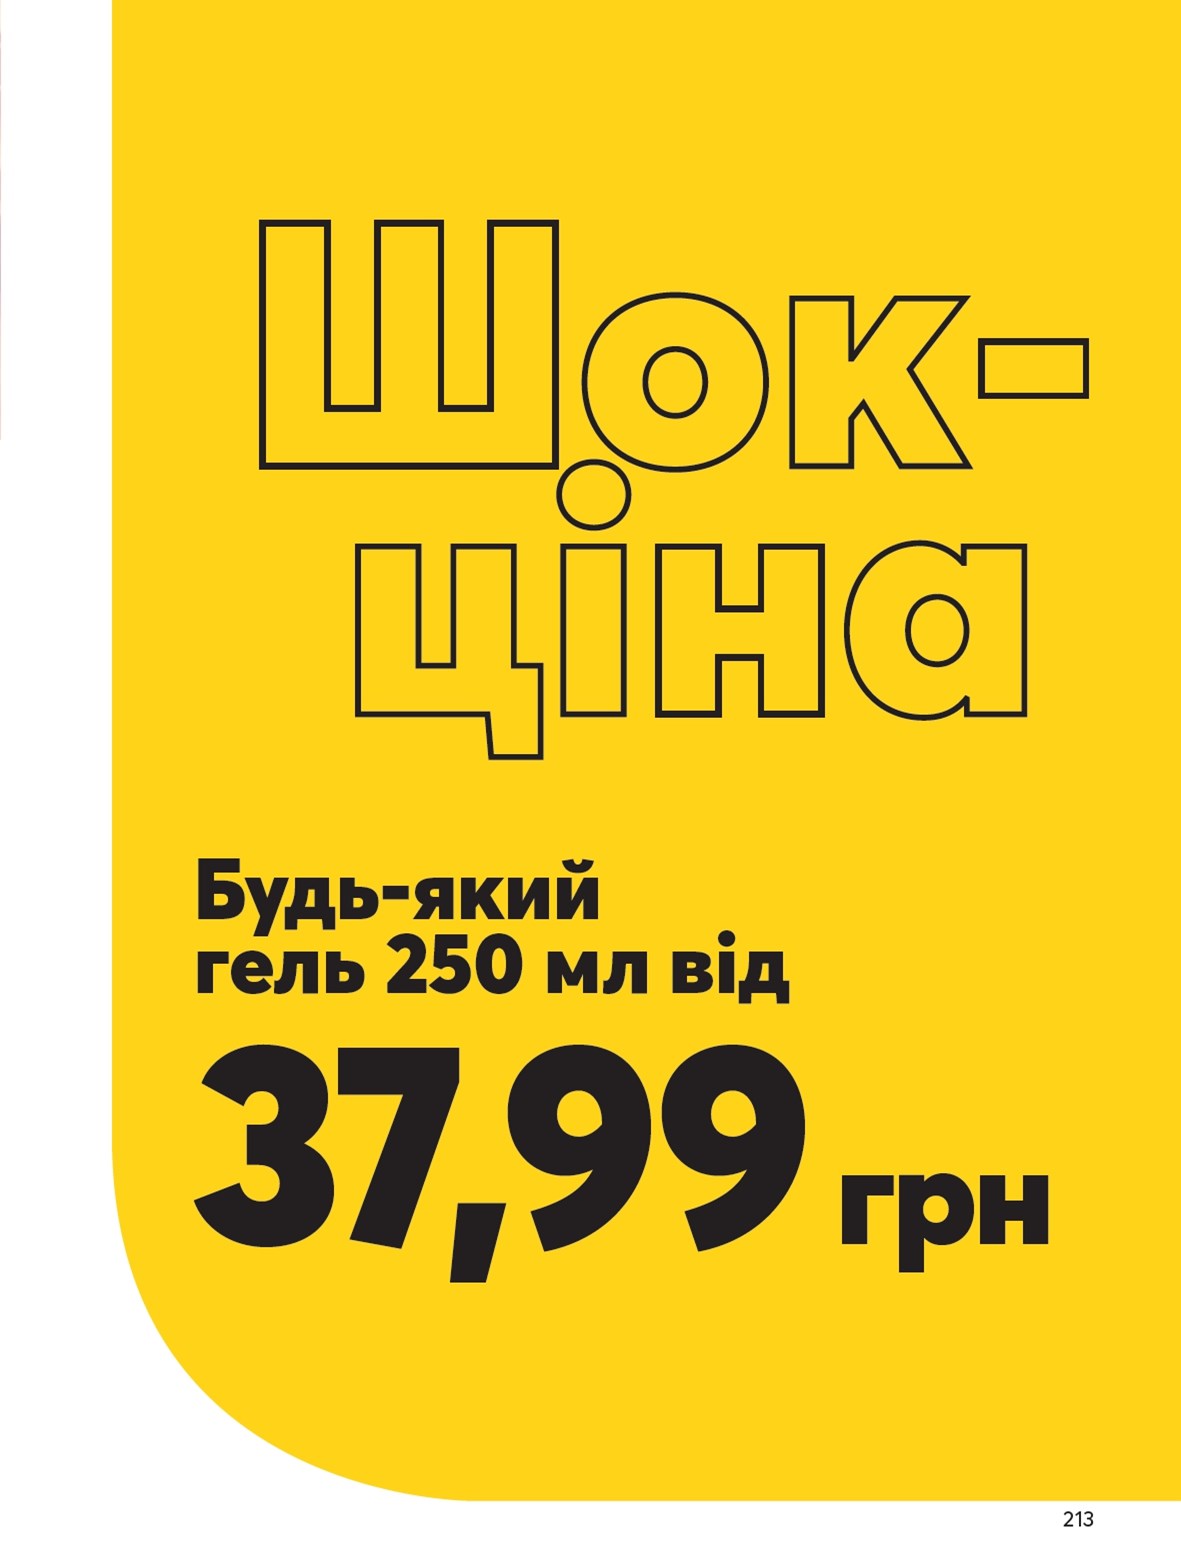 Шок-
ціна
Будь-який
гель 250 мл від
37,99 грн
213